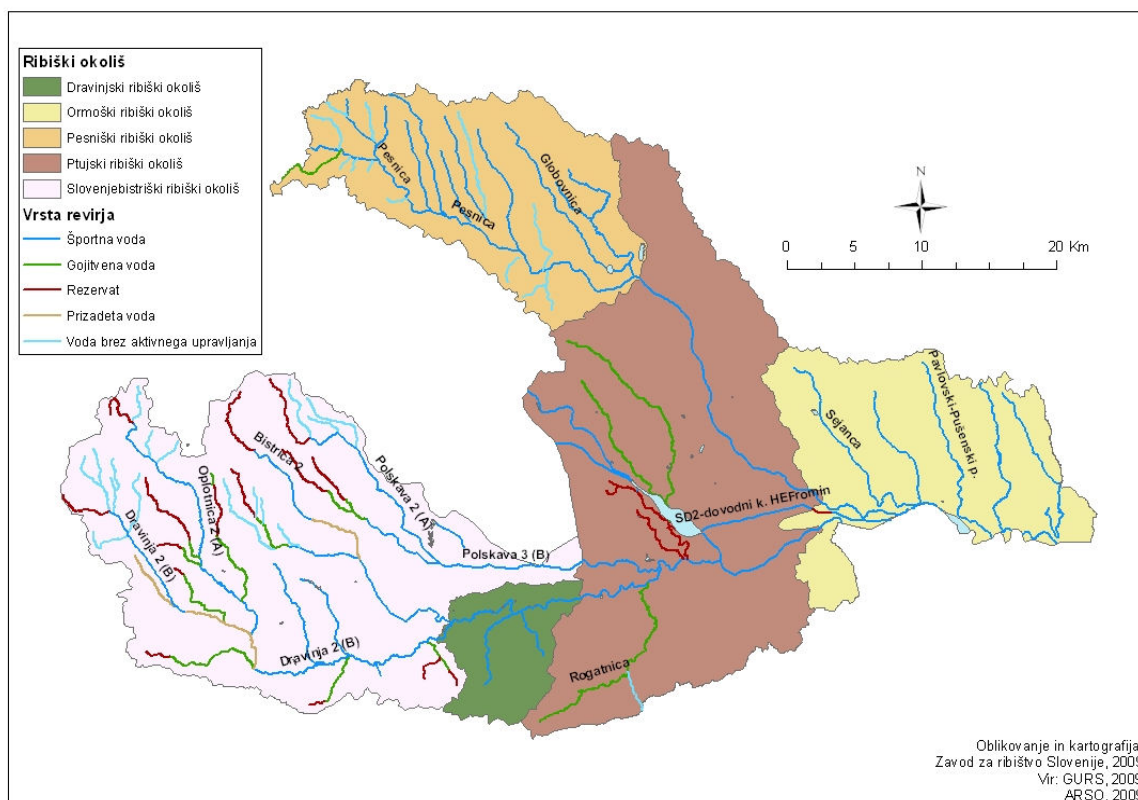 Ribiški okoliš
Dravinjski ribiški okoliš
Ormoški ribiški okoliš
Pesniški ribiški okoliš
Ptujski ribiški okoliš
Slovenjebistriški ribiški okoliš
Vrsta revirja
Športna voda
Gojitvena voda
Rezervat
Prizadeta voda
Voda brez aktivnega upravljanja
N
0 5 10 20 Km
Pesnica
Pesnica
Globovnica
Sejanca
Pavlovski-Pušenski p.
Bistrica 2
Polskava 2 (A)
Oplotnica 2 (A)
Dravinja 2 (B)
SD2-dovodni k. HEFromin
Polskava 3 (B)
Dravinja 2 (B)
Rogatnica
Oblikovanje in kartografija
Zavod za ribištvo Slovenije, 2009
Vir: GURS, 2009
ARSO, 2009